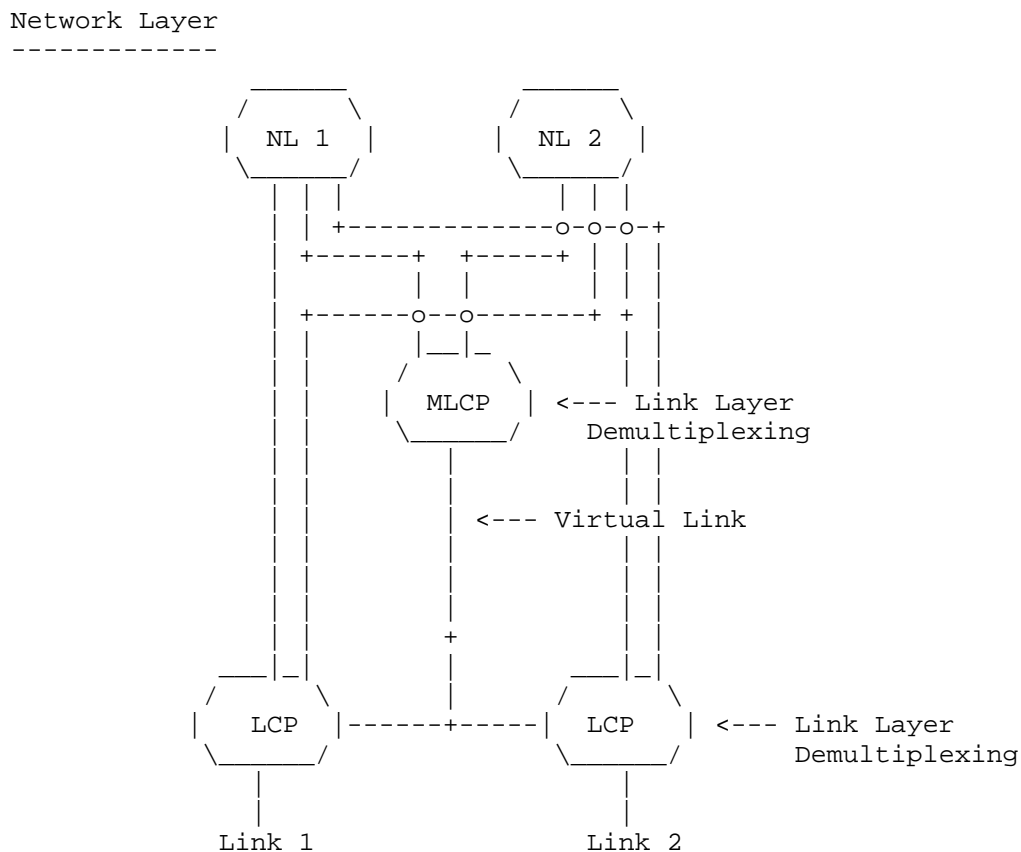 Network Layer
NL 1 NL 2
MLCP <--- Link Layer
Demultiplexing
<--- Virtual Link
LCP LCP <--- Link Layer
Demultiplexing
Link 1 Link 2